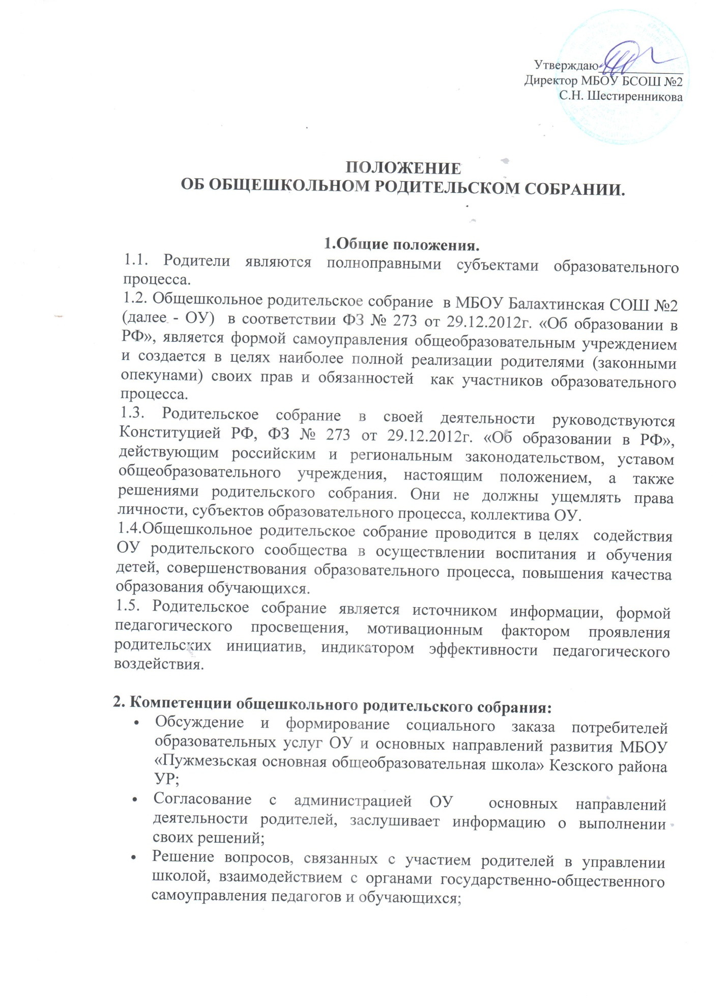 Утверждаю____________
Директор МБОУ БСОШ №2
С.Н. Шестиренникова
ПОЛОЖЕНИЕ
ОБ ОБЩЕШКОЛЬНОМ РОДИТЕЛЬСКОМ СОБРАНИИ.
1.Общие положения.
1.1. Родители являются полноправными субъектами образовательного
процесса.
1.2. Общешкольное родительское собрание в МБОУ Балахтинская СОШ №2
(далее - ОУ) в соответствии ФЗ № 273 от 29.12.2012г. «Об образовании в
РФ», является формой самоуправления общеобразовательным учреждением
и создается в целях наиболее полной реализации родителями (законными
опекунами) своих прав и обязанностей как участников образовательного
процесса.
1.3. Родительское собрание в своей деятельности руководствуются
Конституцией РФ, ФЗ № 273 от 29.12.2012г. «Об образовании в РФ»,
действующим российским и региональным законодательством, уставом
общеобразовательного учреждения, настоящим положением, а также
решениями родительского собрания. Они не должны ущемлять права
личности, субъектов образовательного процесса, коллектива ОУ.
1.4.Общешкольное родительское собрание проводится в целях содействия
ОУ родительского сообщества в осуществлении воспитания и обучения
детей, совершенствования образовательного процесса, повышения качества
образования обучающихся.
1.5. Родительское собрание является источником информации, формой
педагогического просвещения, мотивационным фактором проявления
родительских инициатив, индикатором эффективности педагогического
воздействия.
2. Компетенции общешкольного родительского собрания:
• Обсуждение и формирование социального заказа потребителей
образовательных услуг ОУ и основных направлений развития МБОУ
«Пужмезьская основная общеобразовательная школа» Кезского района
УР;
• Согласование с администрацией ОУ основных направлений
деятельности родителей, заслушивает информацию о выполнении
своих решений;
• Решение вопросов, связанных с участием родителей в управлении
школой, взаимодействием с органами государственно-общественного
самоуправления педагогов и обучающихся;